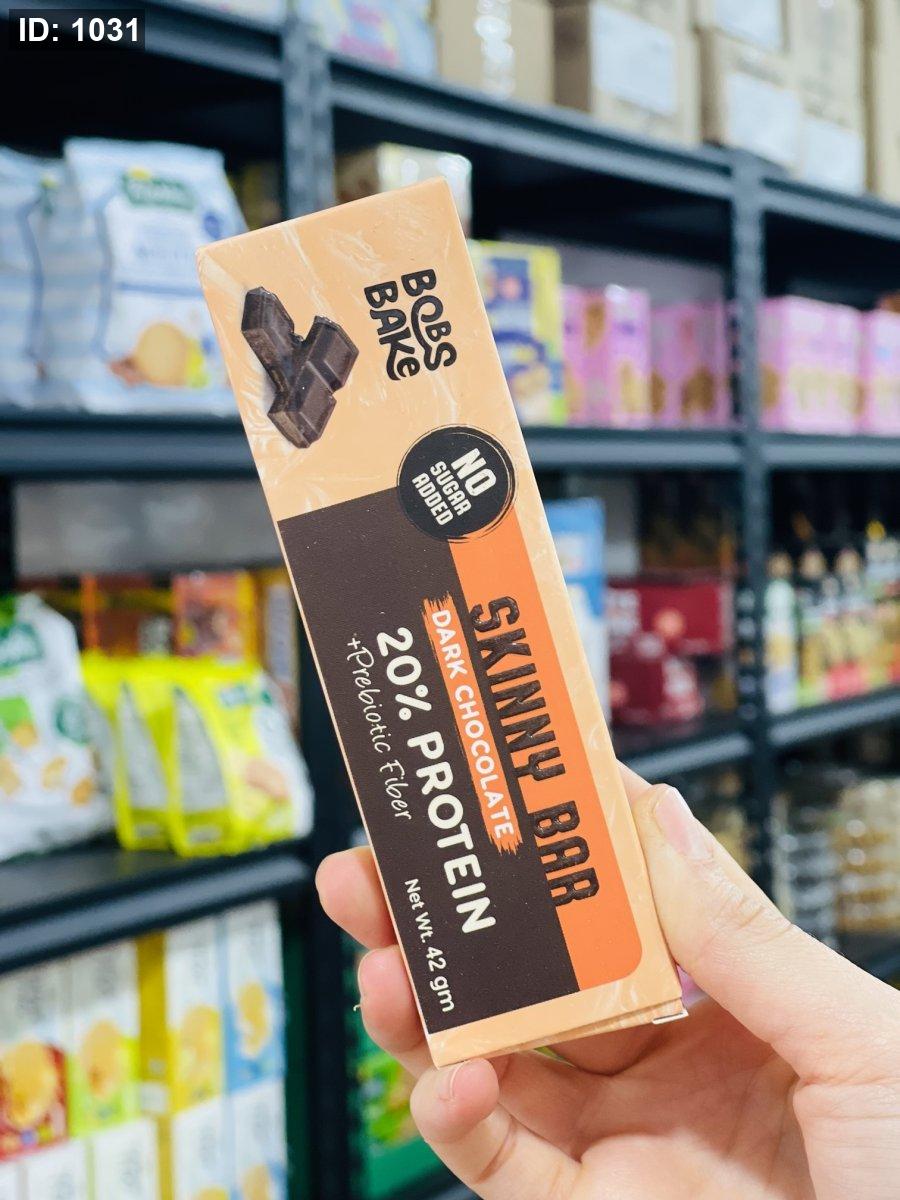 ID: 1031
BOBS
BAKE
NO
SUGAR
ADDED
SKINNY BAR
DARK CHOCOLATE
20% PROTEIN
+Prebiotic Fiber
Net Wt. 42 gm